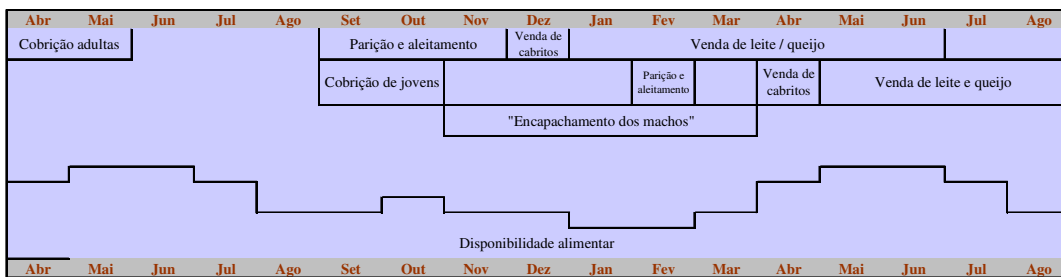 Abr Mai Jun Jul Ago Set Out Nov Dez Jan Fev Mar Abr Mai Jun Jul Ago
Cobrição adultas Parição e aleitamento Venda de cabritos Venda de leite / queijo
Cobrição de jovens Parição e aleitamento Venda de cabritos Venda de leite e queijo
"Encapachamento dos machos"
Disponibilidade alimentar
Abr Mai Jun Jul Ago Set Out Nov Dez Jan Fev Mar Abr Mai Jun Jul Ago